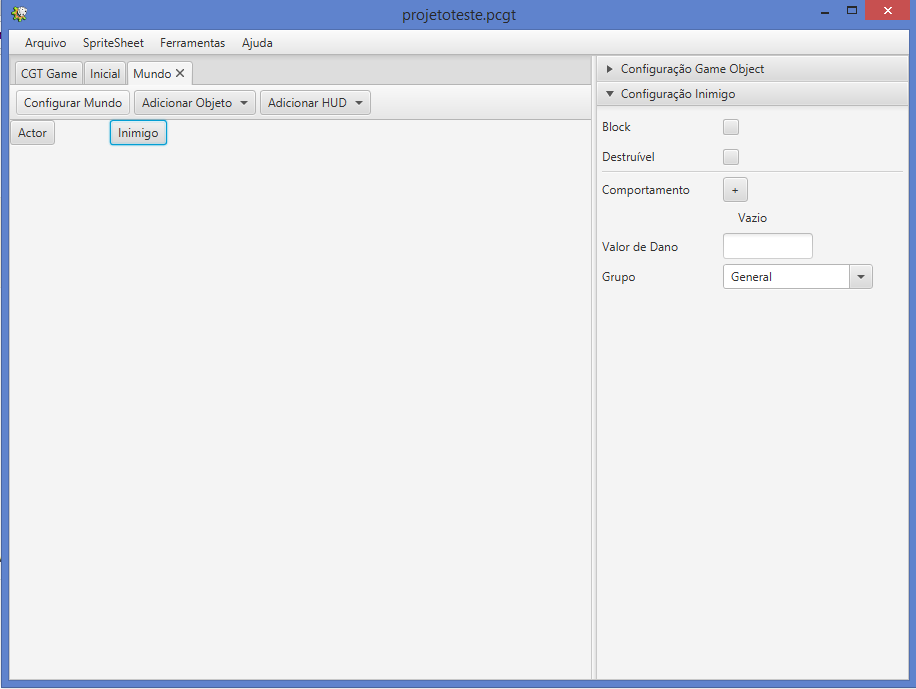 projetoteste.pcgt
Arquivo SpriteSheet Ferramentas Ajuda
CGT Game Inicial Mundo
Configurar Mundo Adicionar Objeto Adicionar HUD
Actor Inimigo
Configuração Game Object
Configuração Inimigo
Block
Destruível
Comportamento +
Vazio
Valor de Dano
Grupo General